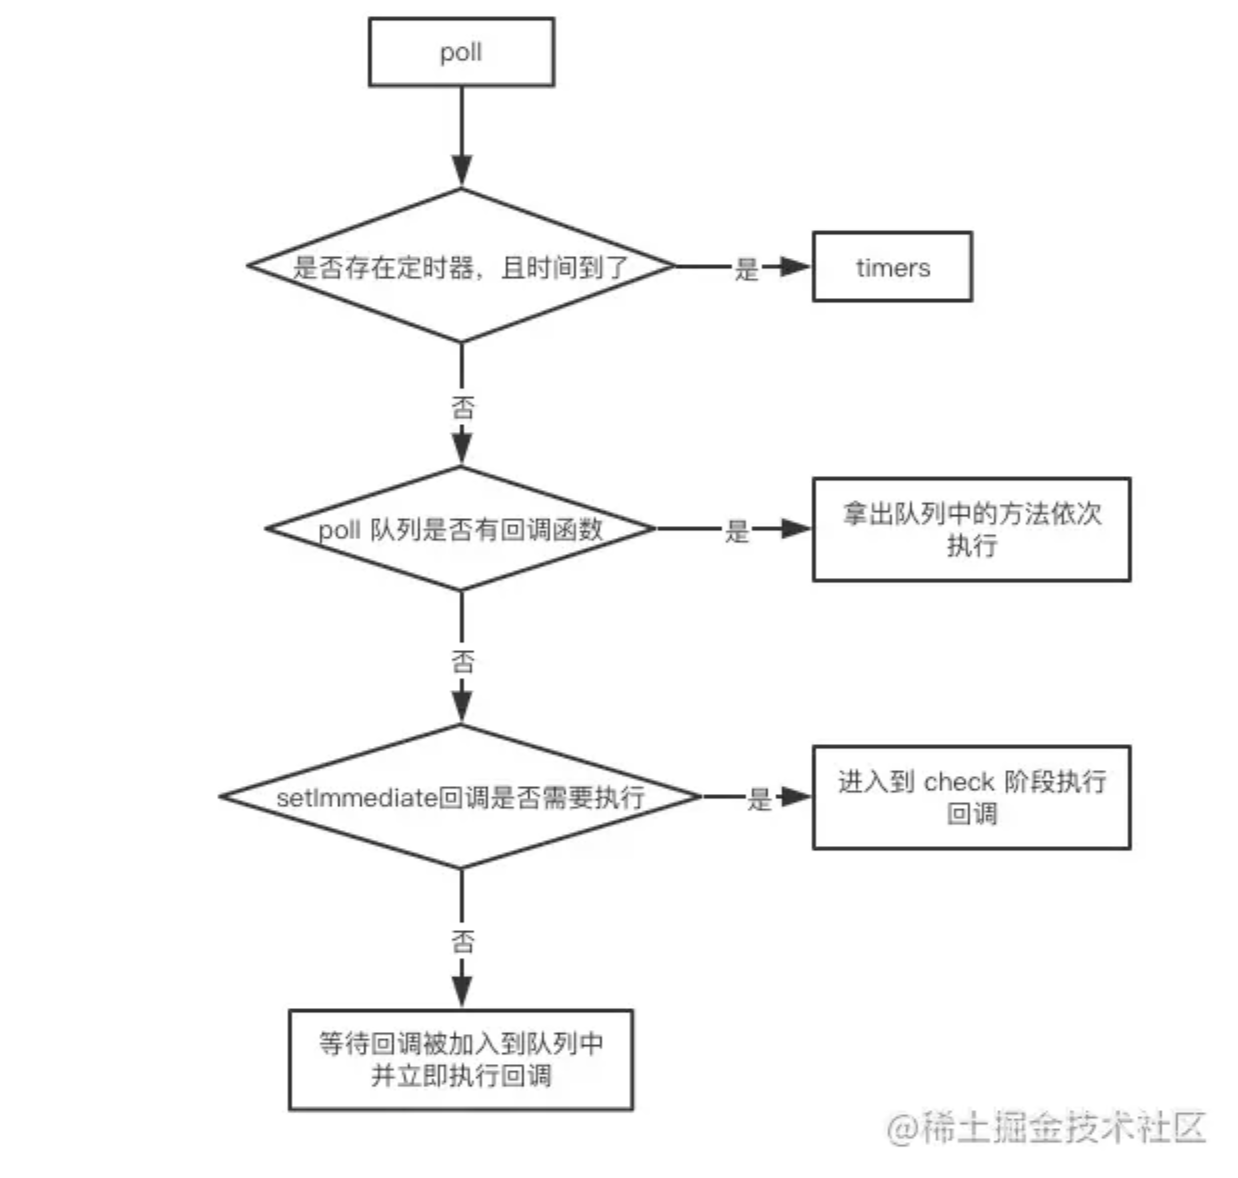 poll
是否存在定时器，且时间到了
是
timers
否
poll 队列是否有回调函数
是
拿出队列中的方法依次
执行
否
setImmediate回调是否需要执行
是
进入到 check 阶段执行
回调
否
等待回调被加入到队列中
并立即执行回调
@稀土掘金技术社区